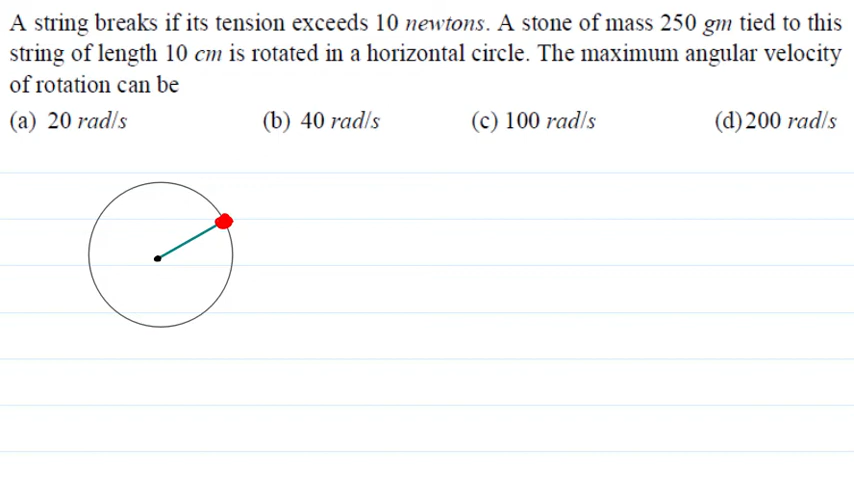 A string breaks if its tension exceeds 10 newtons. A stone of mass 250 gm tied to this
string of length 10 cm is rotated in a horizontal circle. The maximum angular velocity
of rotation can be
(a) 20 rad/s (b) 40 rad/s (c) 100 rad/s (d)200 rad/s